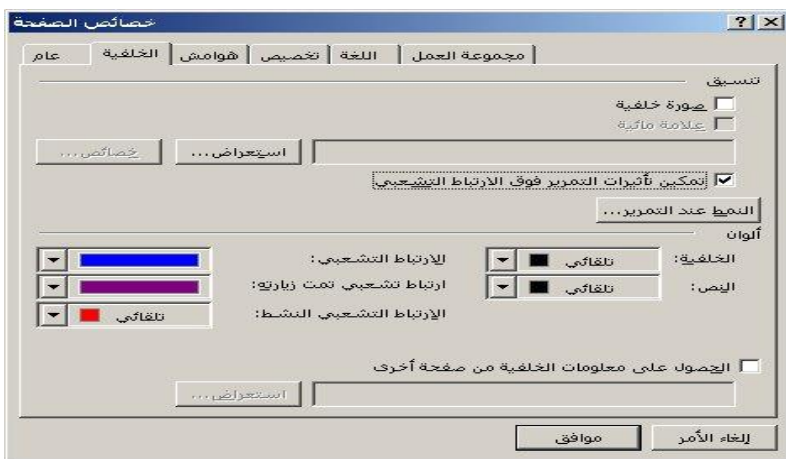 خصائص الصفحة
عام الخلفية هوامش تخصيص اللغة مجموعة العمل
تنسيق
صورة خلفية
علامة مائية
استعراض... خصائص...
تمكين تأثيرات التمرير فوق الارتباط التشعبي
النمط عند التمرير...
ألوان
الخلفية: تلقائي الارتباط التشعبي:
النص: تلقائي ارتباط تشعبي تمت زيارته:
الارتباط التشعبي النشط: تلقائي
الحصول على معلومات الخلفية من صفحة أخرى
استعراض...
إلغاء الأمر موافق